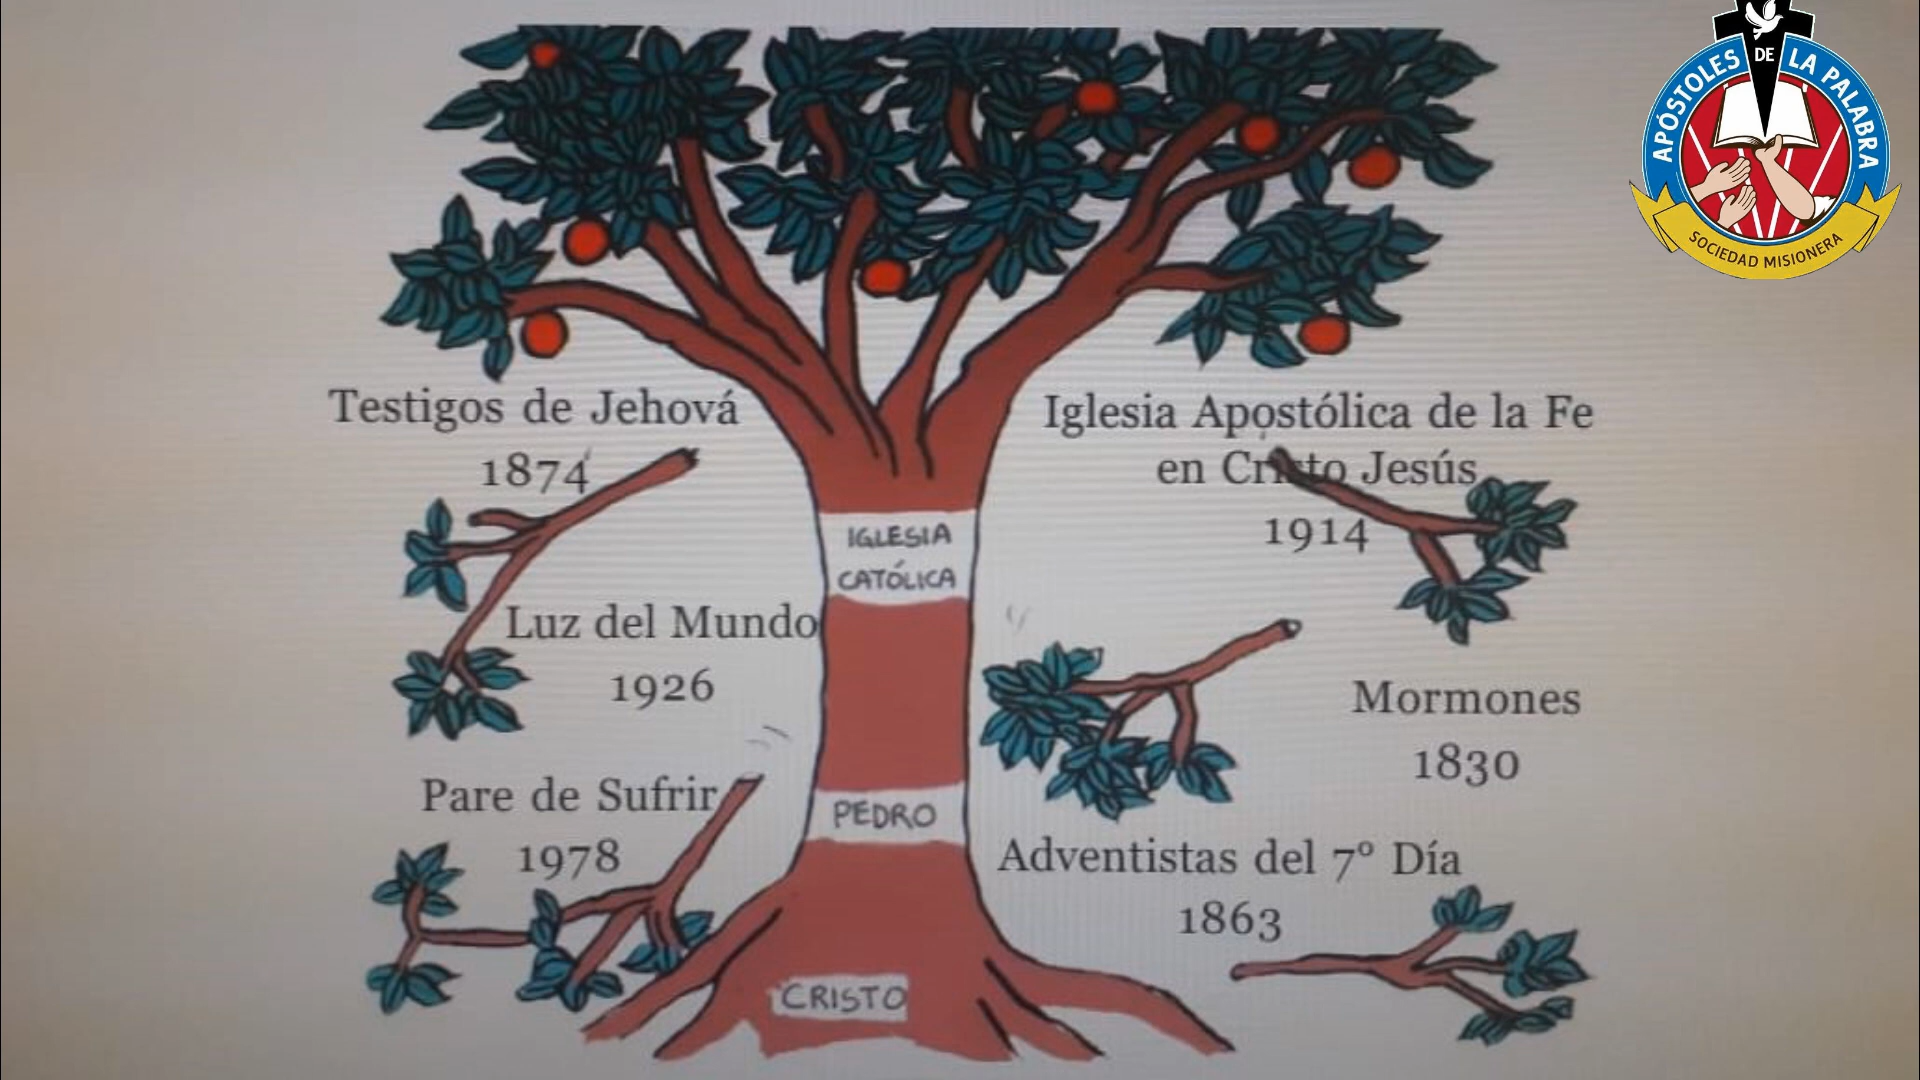 APÓSTOLES DE LA PALABRA
SOCIEDAD MISIONERA
Testigos de Jehová
1874
Iglesia Apostólica de la Fe
en Cristo Jesús
1914
IGLESIA
CATÓLICA
Luz del Mundo
1926
Mormones
1830
Pare de Sufrir
1978
PEDRO
Adventistas del 7º Día
1863
CRISTO